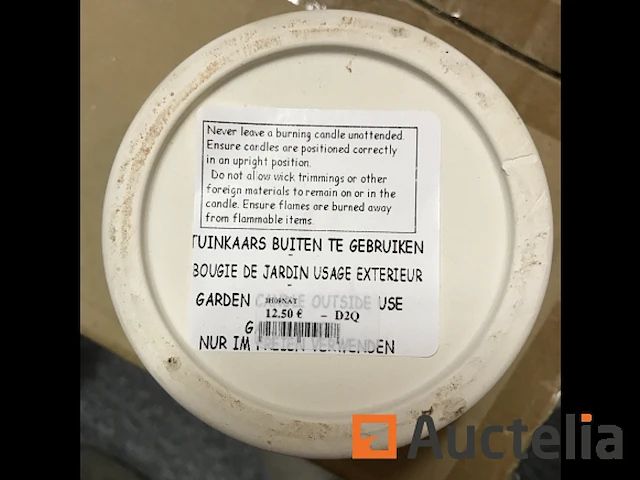 Never leave a burning candle unattended.
Ensure candles are positioned correctly
in an upright position.
Do not allow wick trimmings or other
foreign materials to remain on or in the
candle. Ensure flames are burned away
from flammable items.
TUINKAARS BUITEN TE GEBRUIKEN
BOUGIE DE JARDIN USAGE EXTERIEUR
GARDEN CANDLE OUTSIDE USE
12.50 € - D2Q
G
NUR IM FREIEN VERWENDEN
Auctelia